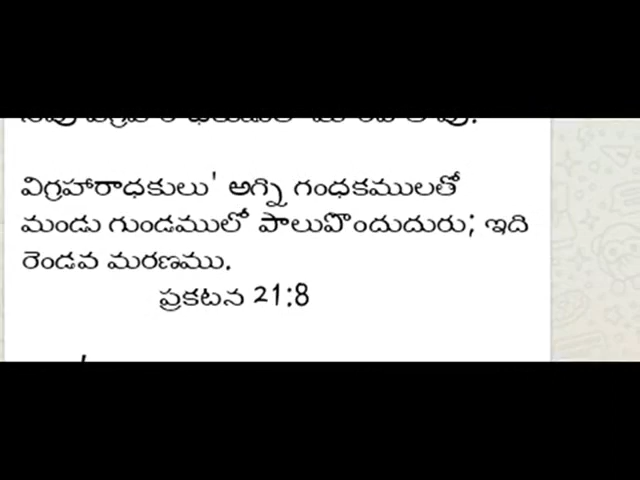 విగ్రహారాధకులు' అగ్ని గంధకములతో
మండు గుండములో పాలుపొందుదురు; ఇది
రెండవ మరణము.
ప్రకటన 21:8